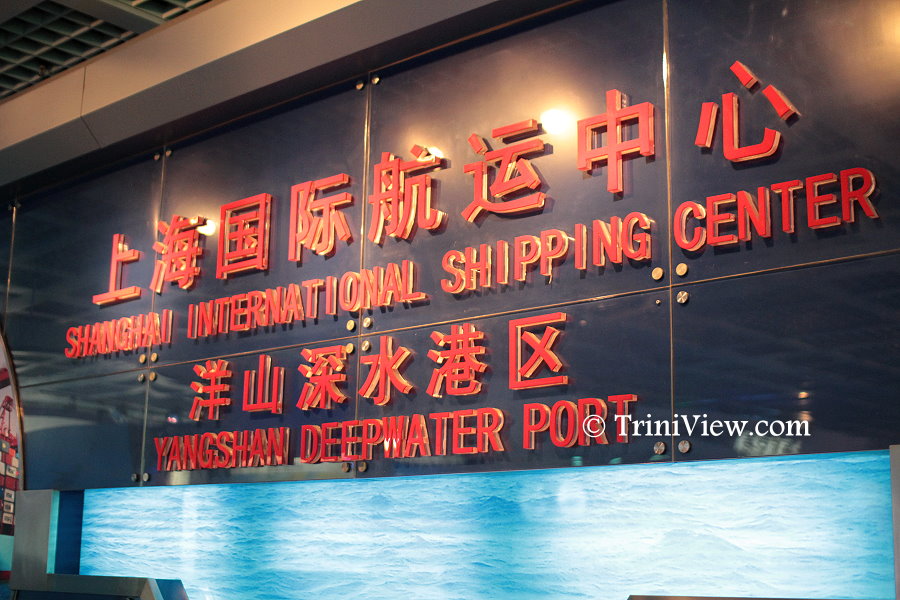 上海国际航运中心
SHANGHAI INTERNATIONAL SHIPPING CENTER
洋山深水港区
YANGSHAN DEEPWATER PORT
© TriniView.com